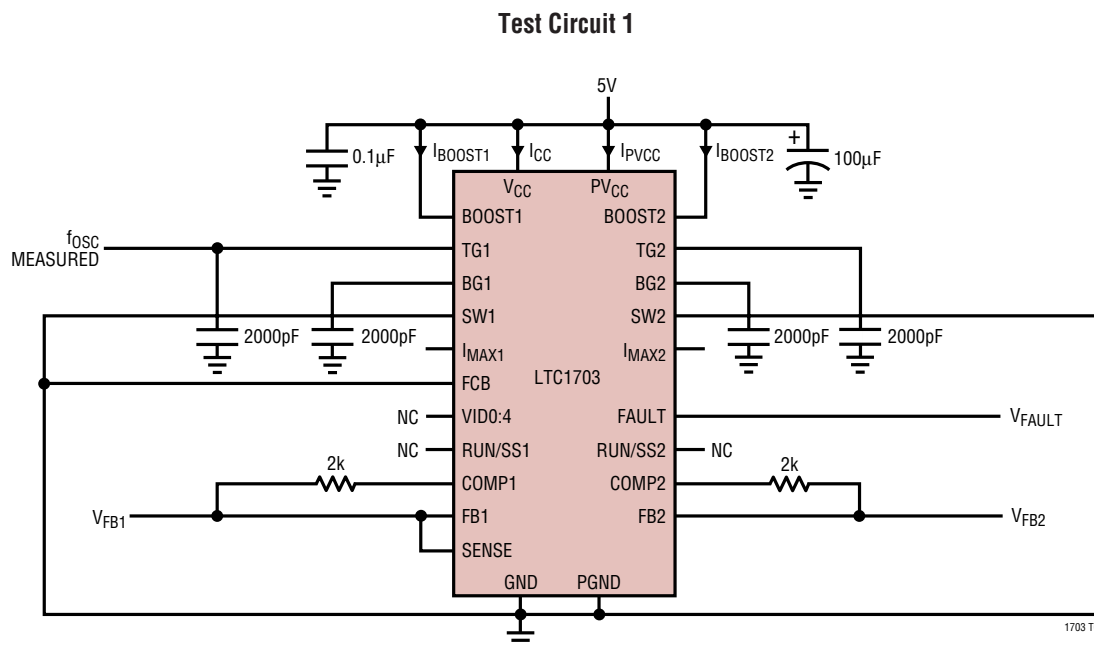 Test Circuit 1
5V
0.1µF
IBOOST1
ICC
IPVCC
IBOOST2
+
100µF
VCC
PVCC
BOOST1
BOOST2
fOSC
MEASURED
TG1
TG2
BG1
BG2
SW1
SW2
2000pF
2000pF
2000pF
2000pF
IMAX1
IMAX2
LTC1703
FCB
NC
VID0:4
FAULT
VFAULT
NC
RUN/SS1
RUN/SS2
NC
2k
COMP1
COMP2
2k
VFB1
FB1
FB2
VFB2
SENSE
GND
PGND
1703 T